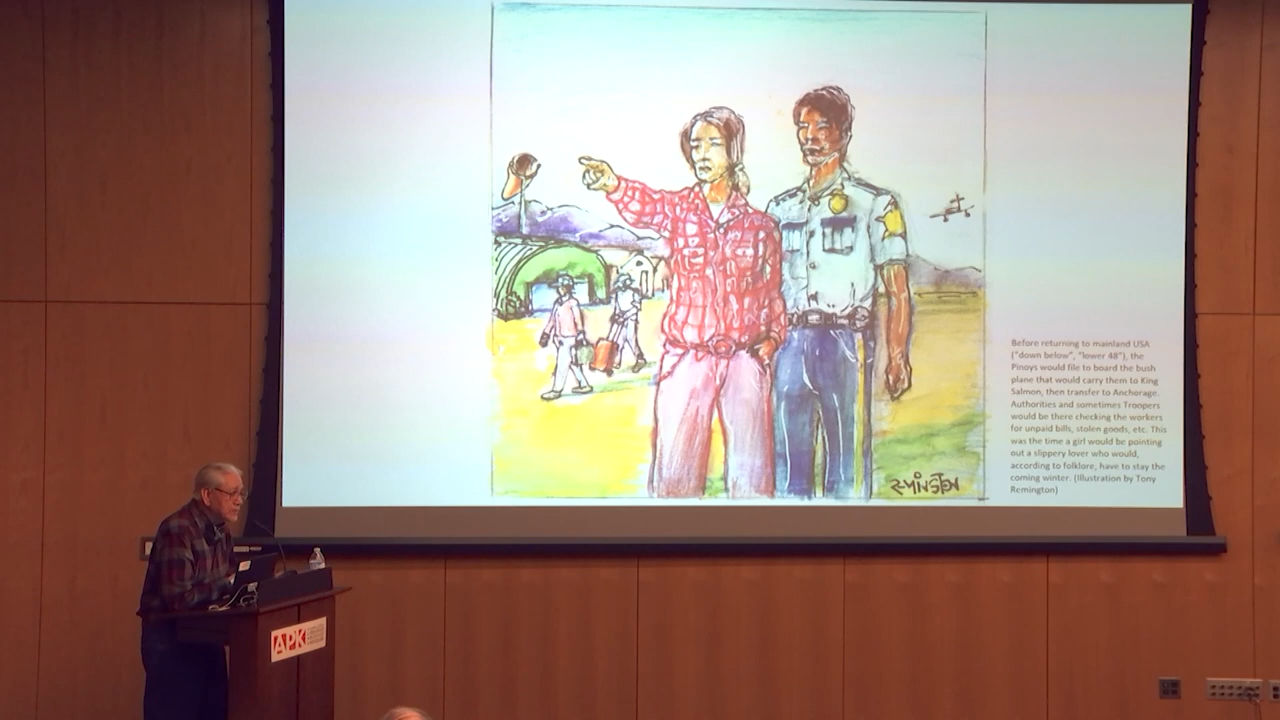 Before returning to mainland USA
("down below", "lower 48"), the
Pinoys would file to board the bush
plane that would carry them to King
Salmon, then transfer to Anchorage.
Authorities and sometimes Troopers
would be there checking the workers
for unpaid bills, stolen goods, etc. This
was the time a girl would be pointing
out a slippery lover who would,
according to folklore, have to stay the
coming winter. (Illustration by Tony
Remington)
REMINGTON
APK